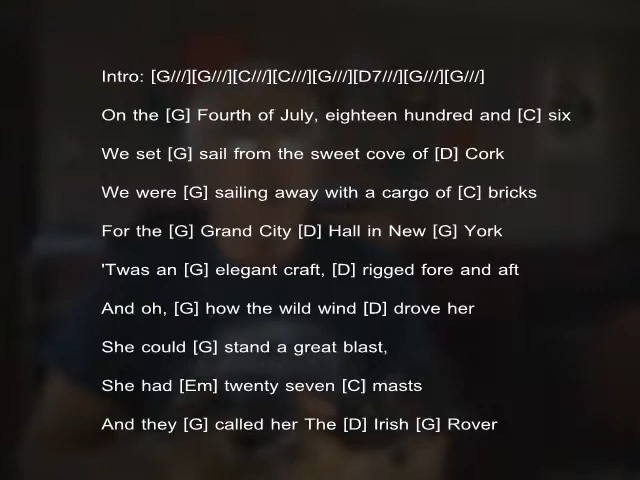 Intro: [G///][G///][C///][C///][G///][D7///][G///][G///]
On the [G] Fourth of July, eighteen hundred and [C] six
We set [G] sail from the sweet cove of [D] Cork
We were [G] sailing away with a cargo of [C] bricks
For the [G] Grand City [D] Hall in New [G] York
'Twas an [G] elegant craft, [D] rigged fore and aft
And oh, [G] how the wild wind [D] drove her
She could [G] stand a great blast,
She had [Em] twenty seven [C] masts
And they [G] called her The [D] Irish [G] Rover